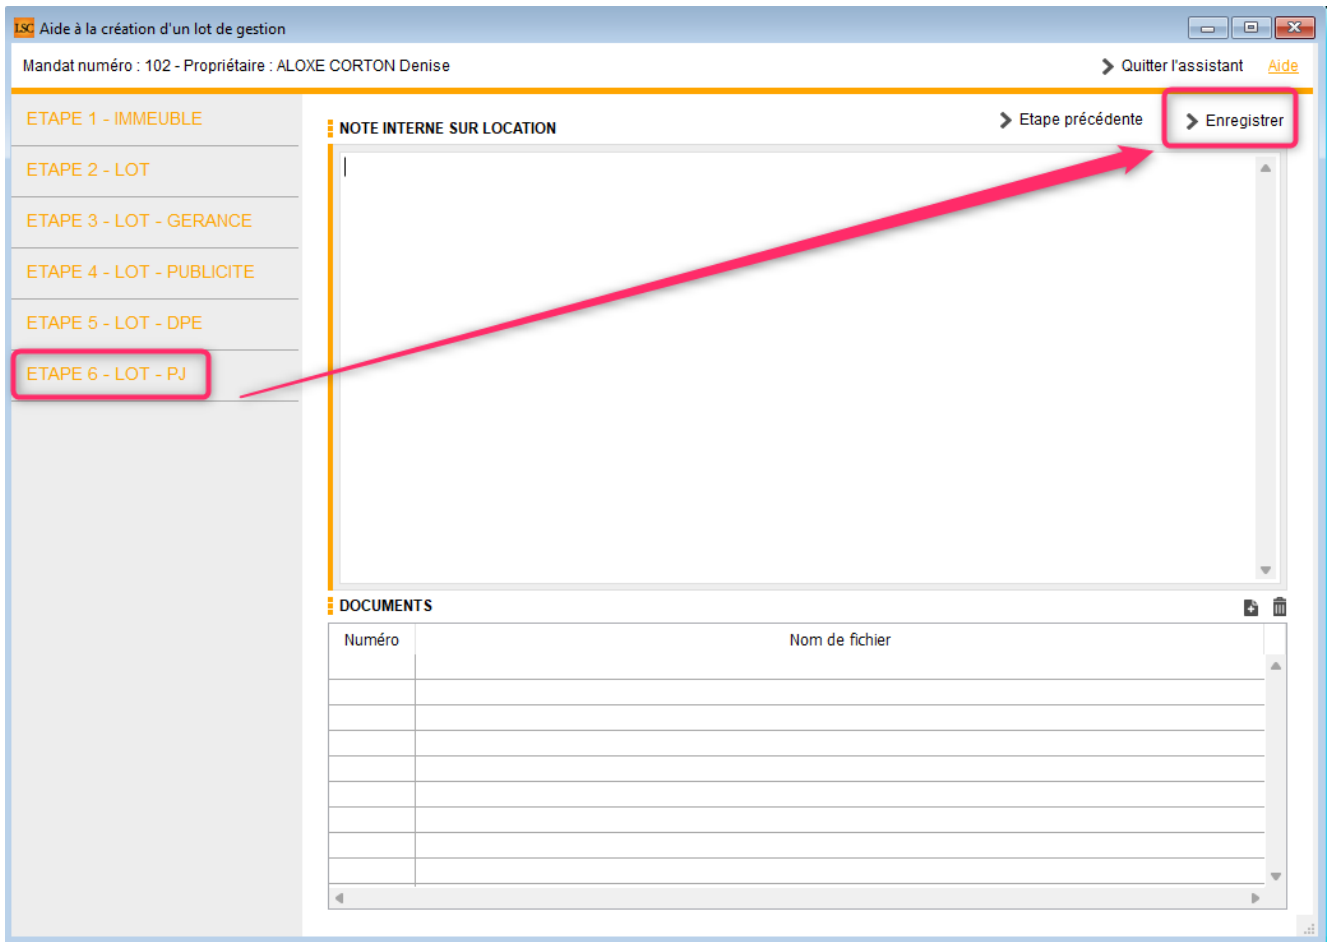 LSC Aide à la création d'un lot de gestion
Mandat numéro : 102 - Propriétaire : ALOXE CORTON Denise
Quitter l'assistant Aide
ETAPE 1 - IMMEUBLE
ETAPE 2 - LOT
ETAPE 3 - LOT - GERANCE
ETAPE 4 - LOT - PUBLICITE
ETAPE 5 - LOT - DPE
ETAPE 6 - LOT - PJ
NOTE INTERNE SUR LOCATION
Etape précédente Enregistrer
DOCUMENTS
Numéro Nom de fichier